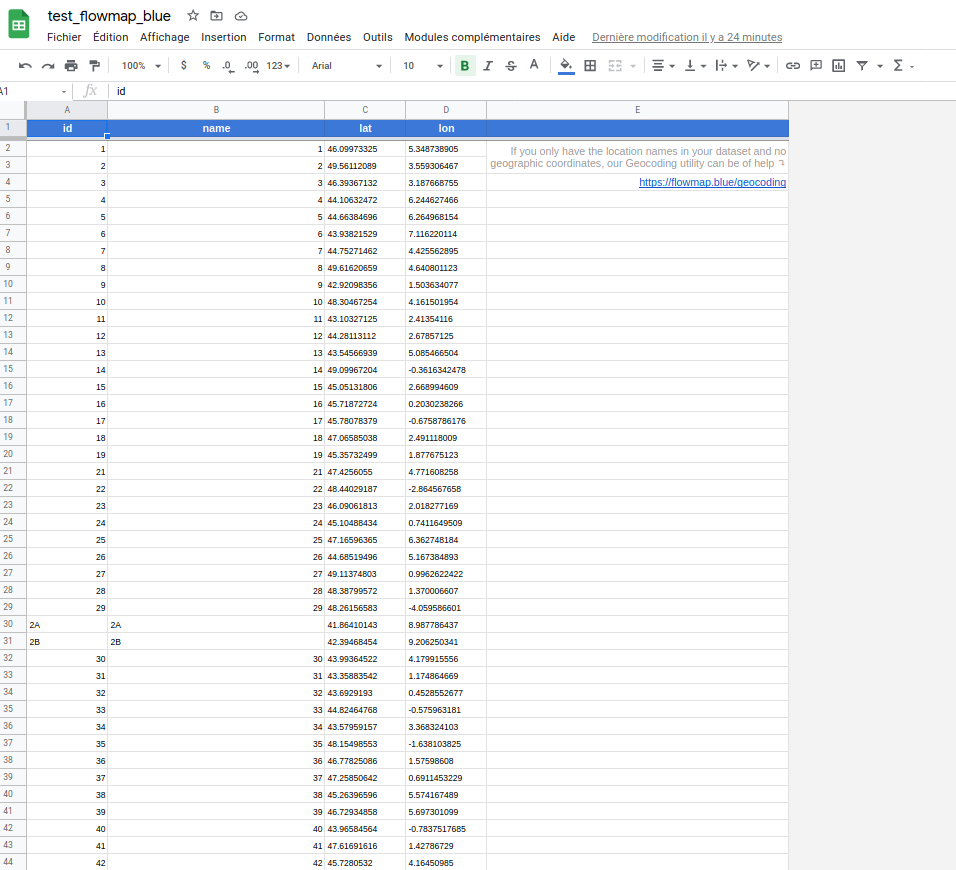 test_flowmap_blue
Fichier Édition Affichage Insertion Format Données Outils Modules complémentaires Aide Dernière modification il y a 24 minutes
100% $ % .0 .00 123 Arial 10 B I S A Σ
A1 fx id
A B C D E
1 id name lat lon
2 1 1 46.09973325 5.348738905 If you only have the location names in your dataset and no
3 2 2 49.56112089 3.559306467 geographic coordinates, our Geocoding utility can be of help ⤵
4 3 3 46.39367132 3.187668755 https://flowmap.blue/geocoding
5 4 4 44.10632472 6.244627466
6 5 5 44.66384696 6.264968154
7 6 6 43.93821529 7.116220114
8 7 7 44.75271462 4.425562895
9 8 8 49.61620659 4.640801123
10 9 9 42.92098356 1.503634077
11 10 10 48.30467254 4.161501954
12 11 11 43.10327125 2.41354116
13 12 12 44.28113112 2.67857125
14 13 13 43.54566939 5.085466504
15 14 14 49.09967204 -0.3616342478
16 15 15 45.05131806 2.668994609
17 16 16 45.71872724 0.2030238266
18 17 17 45.78078379 -0.6758786176
19 18 18 47.06585038 2.491118009
20 19 19 45.35732499 1.877675123
21 21 21 47.4256055 4.771608258
22 22 22 48.44029187 -2.864567658
23 23 23 46.09061813 2.018277169
24 24 24 45.10488434 0.7411649509
25 25 25 47.16596365 6.362748184
26 26 26 44.68519496 5.167384893
27 27 27 49.11374803 0.9962622422
28 28 28 48.38799572 1.370006607
29 29 29 48.26156583 -4.059586601
30 2A 2A 41.86410143 8.987786437
31 2B 2B 42.39468454 9.206250341
32 30 30 43.99364522 4.179915556
33 31 31 43.35883542 1.174864669
34 32 32 43.6929193 0.4528552677
35 33 33 44.82464768 -0.575963181
36 34 34 43.57959157 3.368324103
37 35 35 48.15498553 -1.638103825
38 36 36 46.77825086 1.57598608
39 37 37 47.25850642 0.6911453229
40 38 38 45.26396596 5.574167489
41 39 39 46.72934858 5.697301099
42 40 40 43.96584564 -0.7837517685
43 41 41 47.61691616 1.42786729
44 42 42 45.7280532 4.16450985